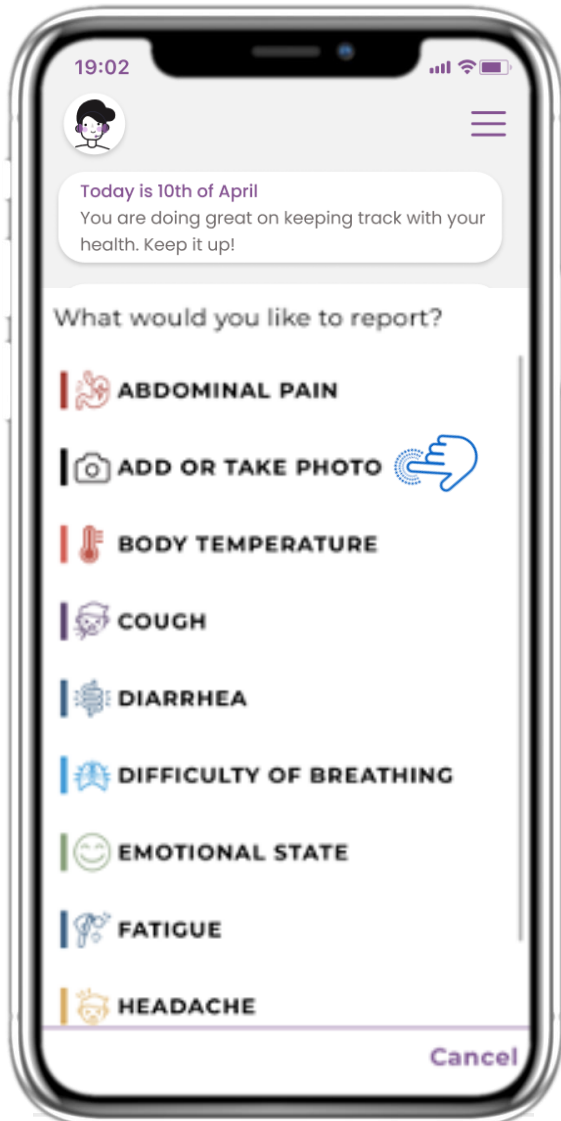 19:02
Today is 10th of April
You are doing great on keeping track with your
health. Keep it up!
What would you like to report?
ABDOMINAL PAIN
ADD OR TAKE PHOTO
BODY TEMPERATURE
COUGH
DIARRHEA
DIFFICULTY OF BREATHING
EMOTIONAL STATE
FATIGUE
HEADACHE
Cancel